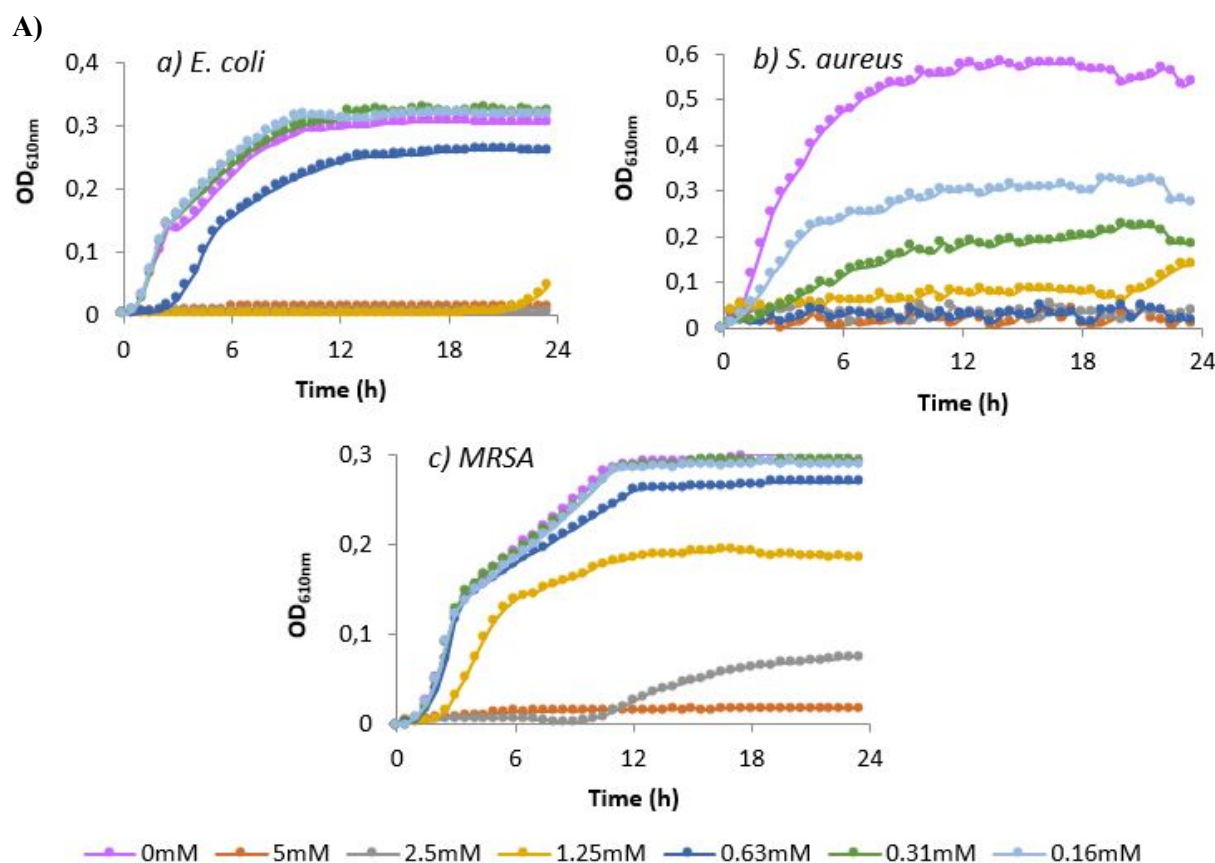 A)
a) E. coli
0,4
0,3
0,2
0,1
0
OD610nm
0 6 12 18 24
Time (h)
b) S. aureus
0,6
0,5
0,4
0,3
0,2
0,1
0
OD610nm
0 6 12 18 24
Time (h)
c) MRSA
0,3
0,2
0,1
0
OD610nm
0 6 12 18 24
Time (h)
0mM 5mM 2.5mM 1.25mM 0.63mM 0.31mM 0.16mM